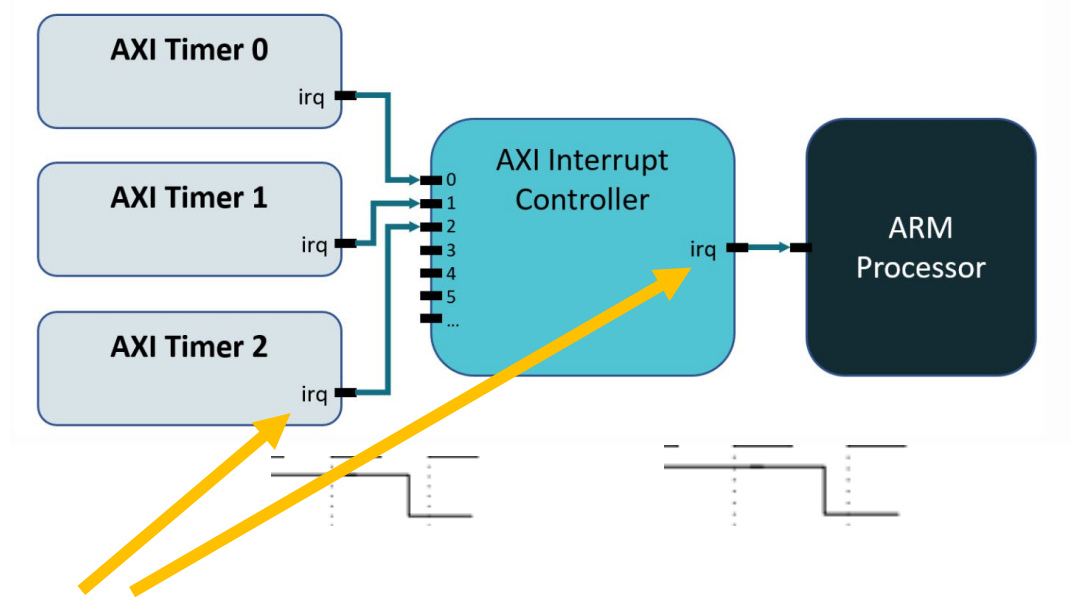 AXI Timer 0
irq
AXI Timer 1
irq
AXI Timer 2
irq
AXI Interrupt
Controller
0
1
2
3
4
5
...
irq
ARM
Processor